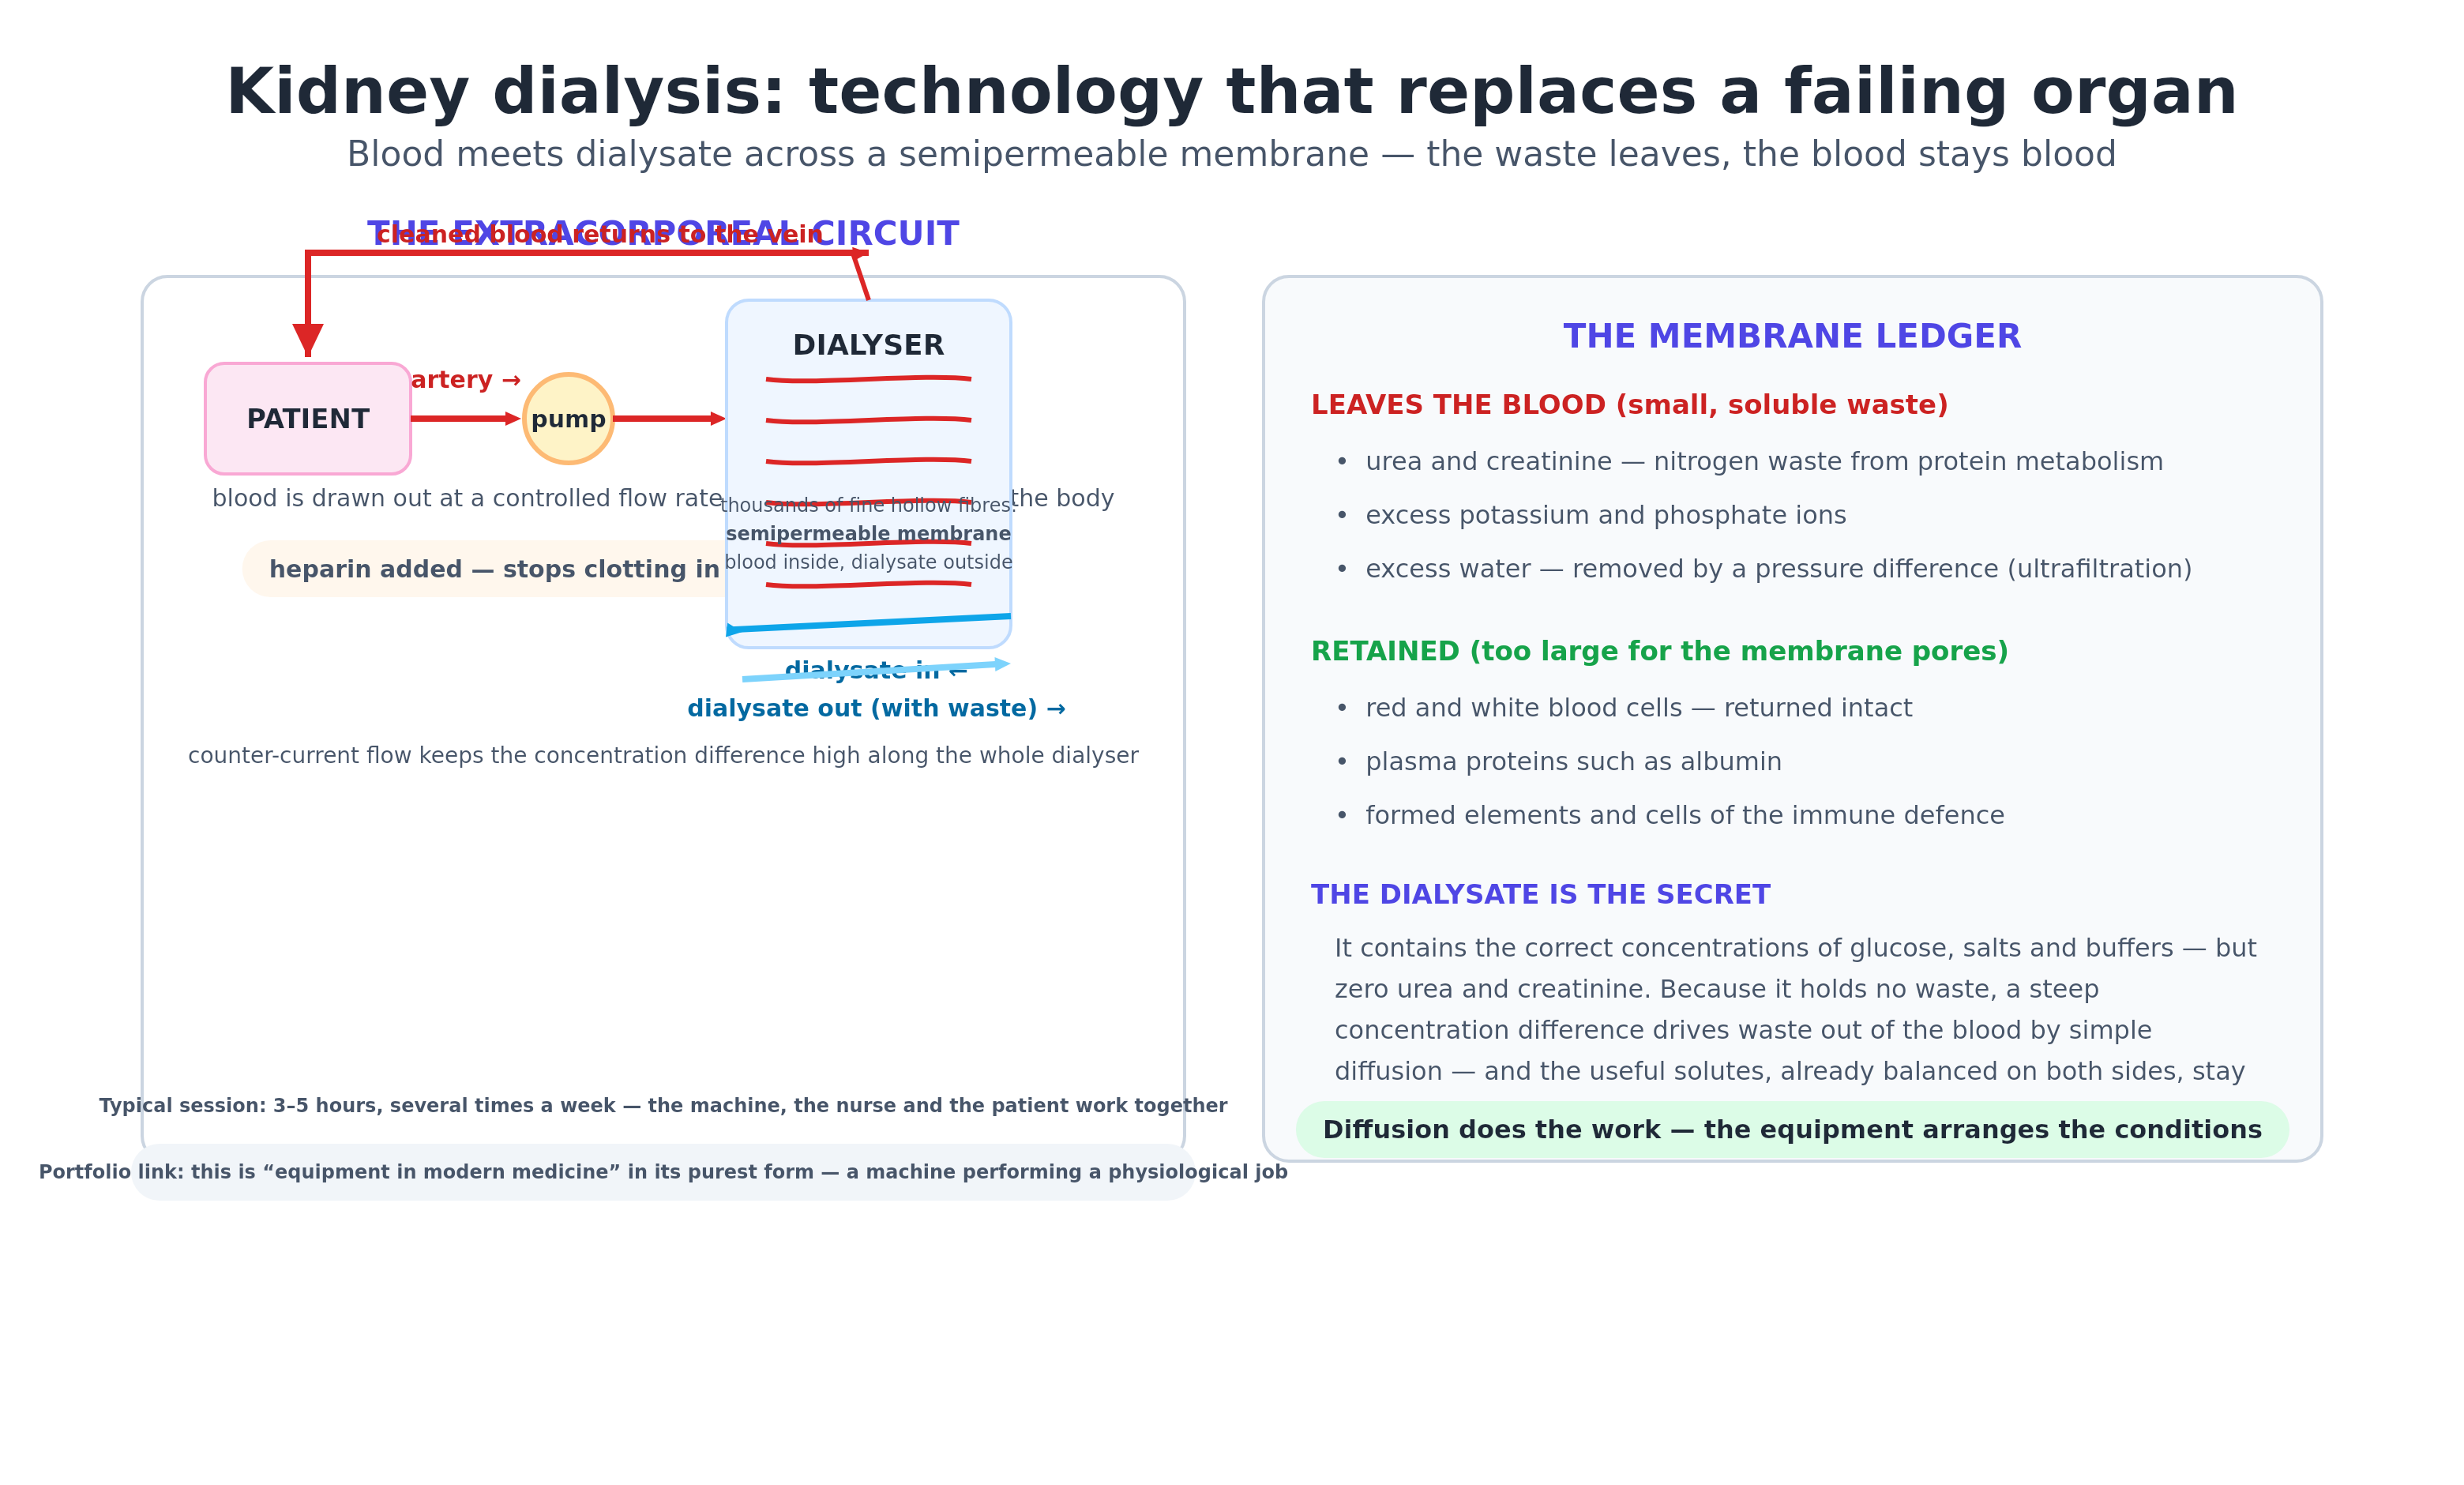 Kidney dialysis: technology that replaces a failing organ
Blood meets dialysate across a semipermeable membrane — the waste leaves, the blood stays blood
THE EXTRACORPOREAL CIRCUIT
cleaned blood returns to the vein
DIALYSER
artery →
PATIENT
pump
blood is drawn out at a controlled flow rate
the body
thousands of fine hollow fibres:
semipermeable membrane
blood inside, dialysate outside
heparin added — stops clotting in
dialysate in ←
dialysate out (with waste) →
counter-current flow keeps the concentration difference high along the whole dialyser
Typical session: 3–5 hours, several times a week — the machine, the nurse and the patient work together
Portfolio link: this is “equipment in modern medicine” in its purest form — a machine performing a physiological job
THE MEMBRANE LEDGER
LEAVES THE BLOOD (small, soluble waste)
• urea and creatinine — nitrogen waste from protein metabolism
• excess potassium and phosphate ions
• excess water — removed by a pressure difference (ultrafiltration)
RETAINED (too large for the membrane pores)
• red and white blood cells — returned intact
• plasma proteins such as albumin
• formed elements and cells of the immune defence
THE DIALYSATE IS THE SECRET
It contains the correct concentrations of glucose, salts and buffers — but
zero urea and creatinine. Because it holds no waste, a steep
concentration difference drives waste out of the blood by simple
diffusion — and the useful solutes, already balanced on both sides, stay
Diffusion does the work — the equipment arranges the conditions